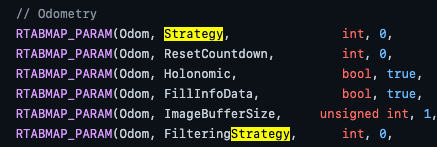 // Odometry
RTABMAP_PARAM(Odom, Strategy, int, 0,
RTABMAP_PARAM(Odom, ResetCountdown, int, 0,
RTABMAP_PARAM(Odom, Holonomic, bool, true,
RTABMAP_PARAM(Odom, FillInfoData, bool, true,
RTABMAP_PARAM(Odom, ImageBufferSize, unsigned int, 1,
RTABMAP_PARAM(Odom, FilteringStrategy, int, 0,